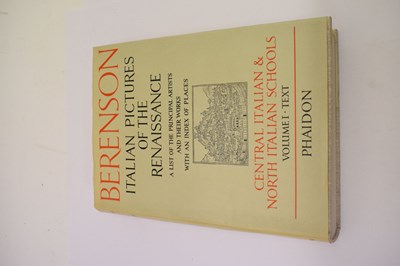 BERENSON
ITALIAN PICTURES
OF THE
RENAISSANCE
A LIST OF THE PRINCIPAL ARTISTS
AND THEIR WORKS
WITH AN INDEX OF PLACES
CENTRAL ITALIAN &
NORTH ITALIAN SCHOOLS
VOLUME I · TEXT
PHAIDON